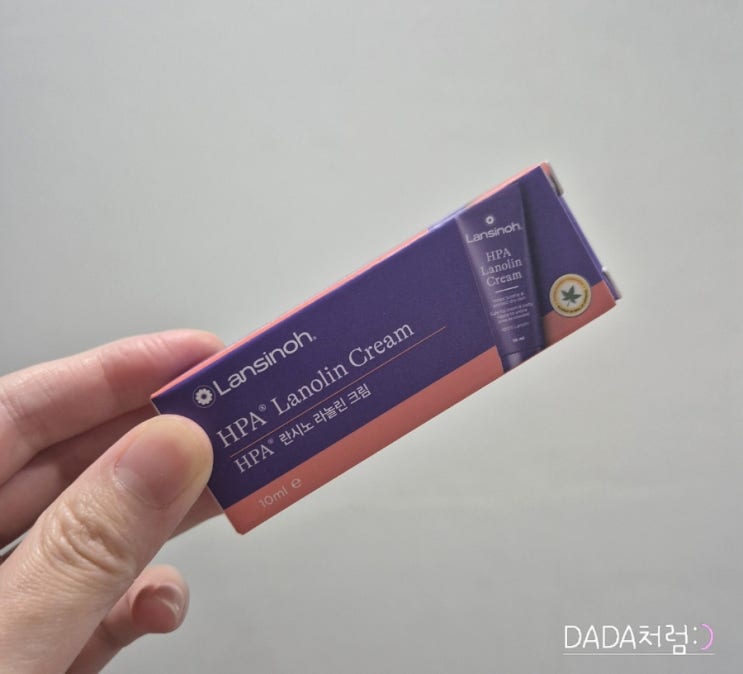 Lansinoh®
HPA® Lanolin Cream
HPA® 란시노 라놀린 크림
10ml ℮
Lansinoh
HPA
Lanolin
Cream
DADA처럼:)